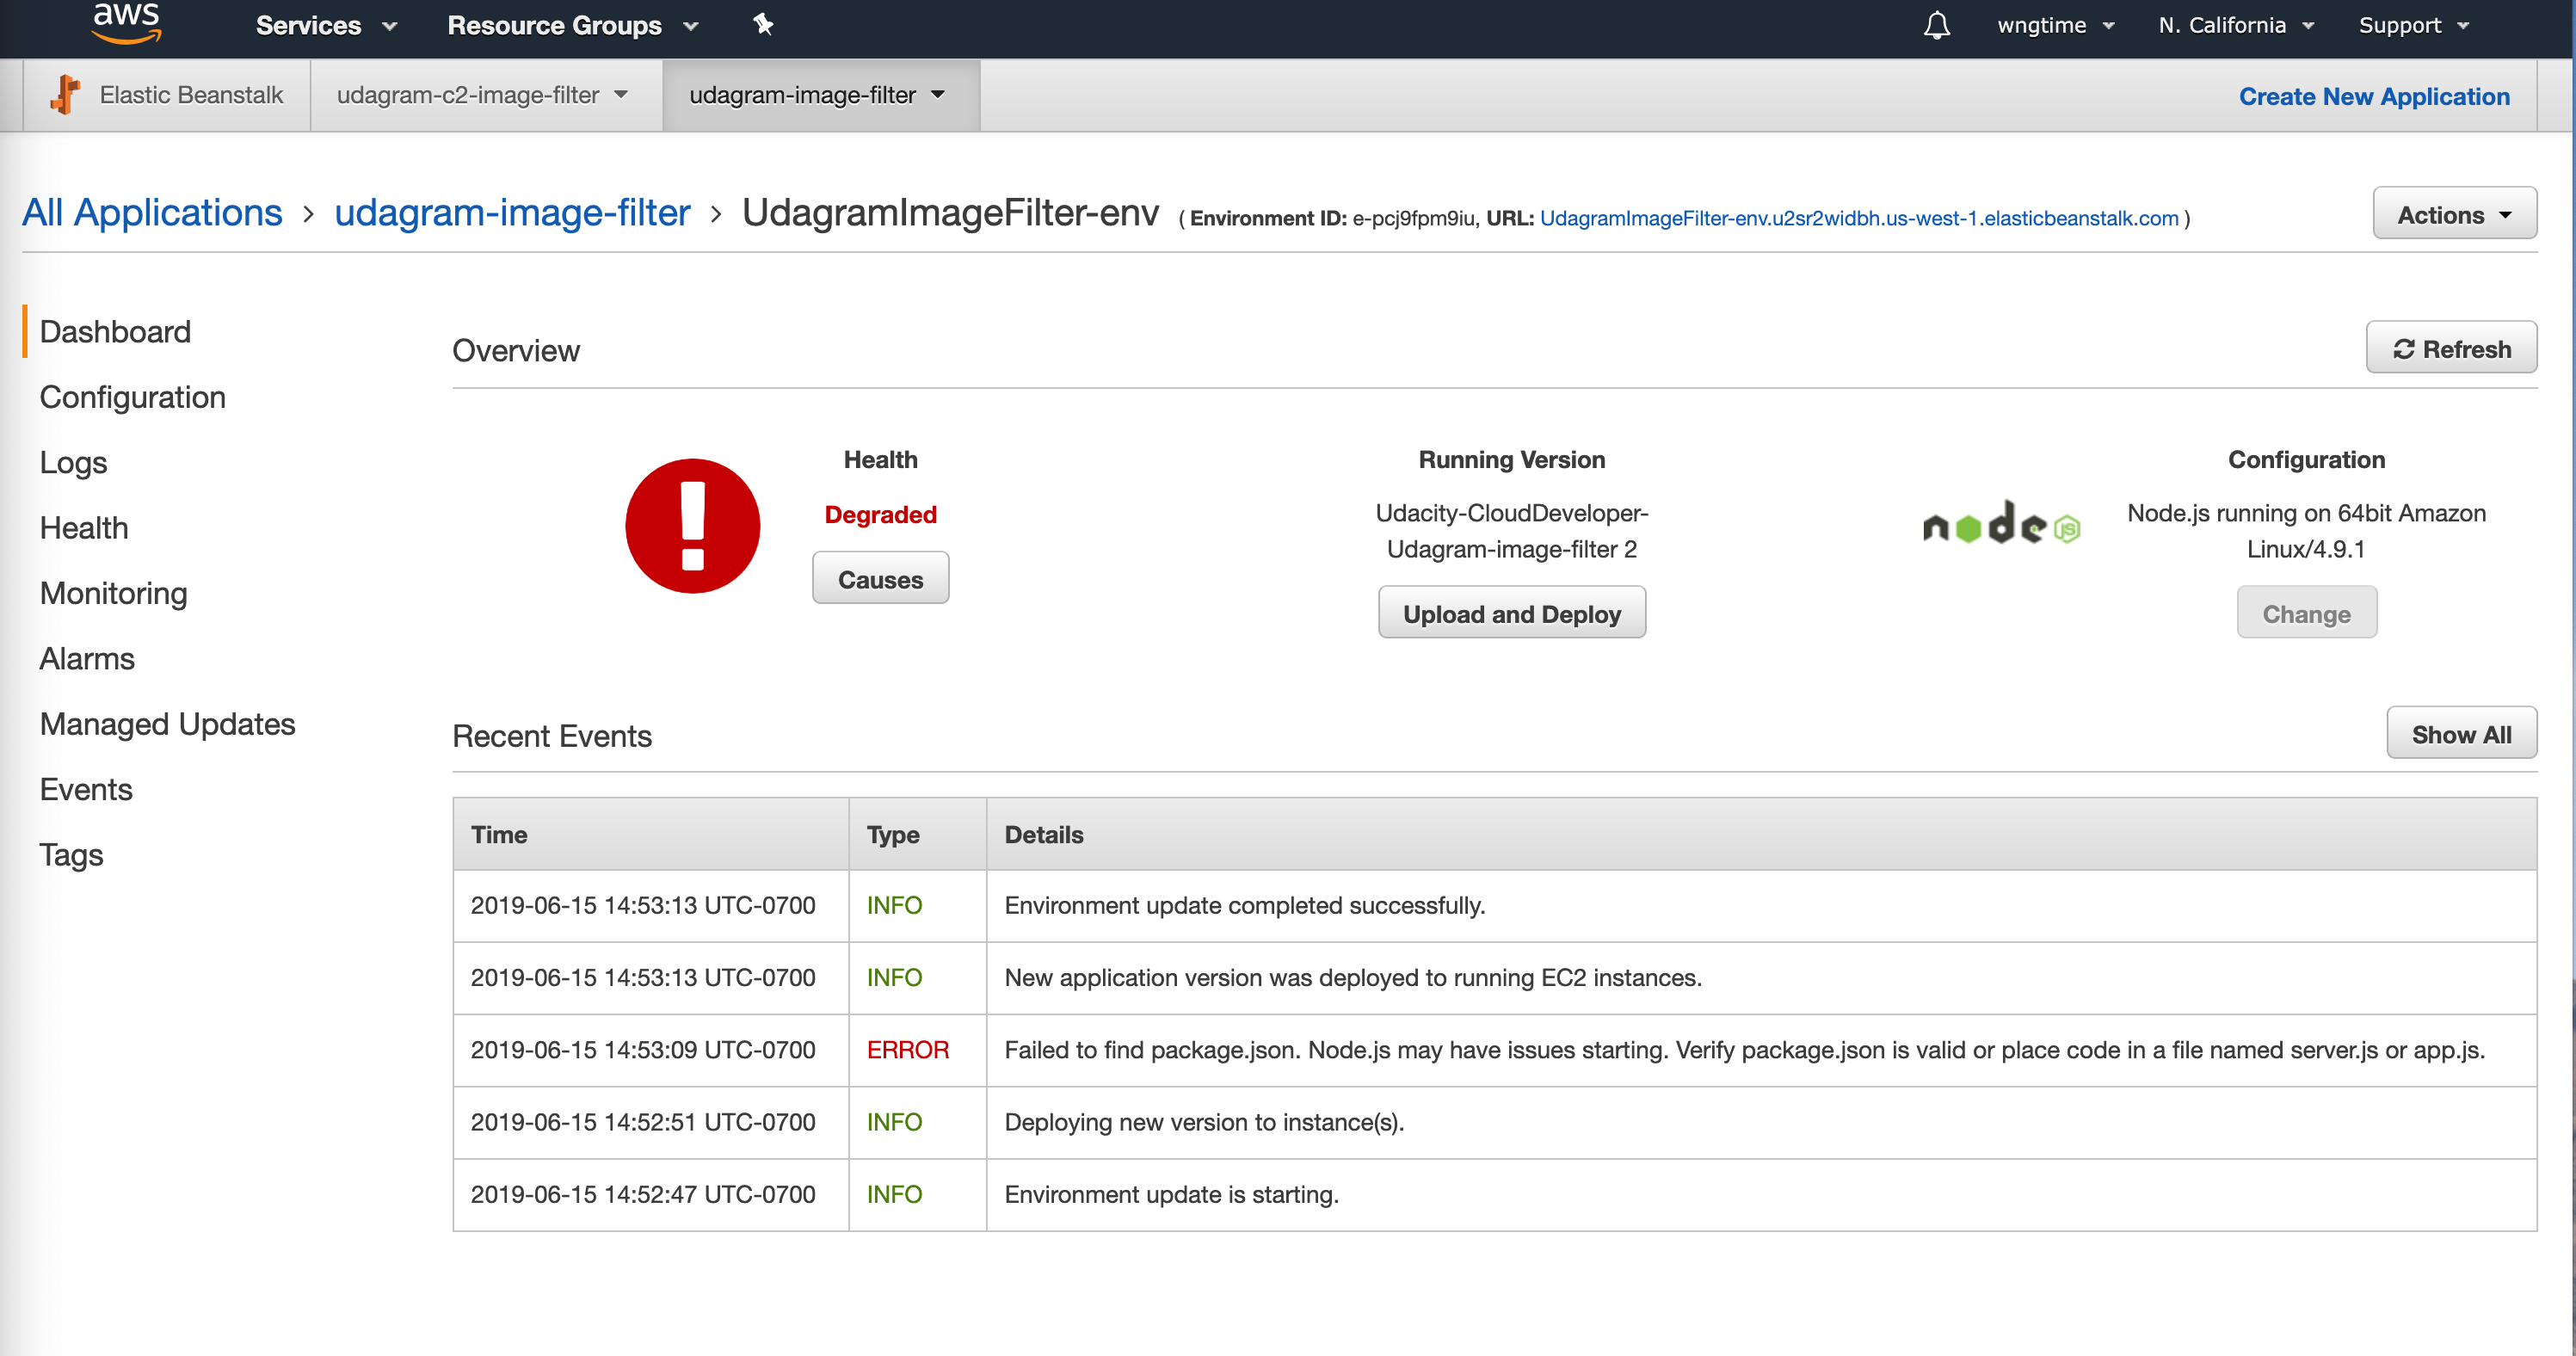 aws Services Resource Groups wngtime N. California Support
Elastic Beanstalk udagram-c2-image-filter udagram-image-filter Create New Application
All Applications > udagram-image-filter > UdagramImageFilter-env ( Environment ID: e-pcj9fpm9iu, URL: UdagramImageFilter-env.u2sr2widbh.us-west-1.elasticbeanstalk.com ) Actions
Dashboard
Configuration
Logs
Health
Monitoring
Alarms
Managed Updates
Events
Tags
Overview Refresh
Health
Degraded
Causes
Running Version
Udacity-CloudDeveloper-
Udagram-image-filter 2
Upload and Deploy
node JS
Configuration
Node.js running on 64bit Amazon
Linux/4.9.1
Change
Recent Events Show All
Time Type Details
2019-06-15 14:53:13 UTC-0700 INFO Environment update completed successfully.
2019-06-15 14:53:13 UTC-0700 INFO New application version was deployed to running EC2 instances.
2019-06-15 14:53:09 UTC-0700 ERROR Failed to find package.json. Node.js may have issues starting. Verify package.json is valid or place code in a file named server.js or app.js.
2019-06-15 14:52:51 UTC-0700 INFO Deploying new version to instance(s).
2019-06-15 14:52:47 UTC-0700 INFO Environment update is starting.